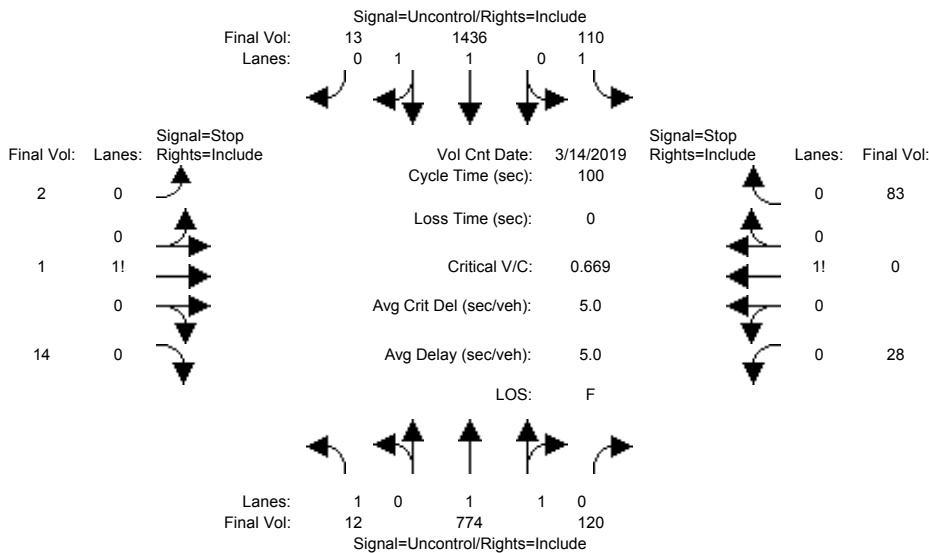 Signal=Uncontrol/Rights=Include
Final Vol: 13 1436 110
Lanes: 0 1 1 0 1
Signal=Stop Signal=Stop
Final Vol: Lanes: Rights=Include Vol Cnt Date: 3/14/2019 Rights=Include Lanes: Final Vol:
Cycle Time (sec): 100
2 0 0 83
Loss Time (sec): 0
0 0
1 1! Critical V/C: 0.669 1! 0
0 Avg Crit Del (sec/veh): 5.0 0
14 0 Avg Delay (sec/veh): 5.0 0 28
LOS: F
Lanes: 1 0 1 1 0
Final Vol: 12 774 120
Signal=Uncontrol/Rights=Include